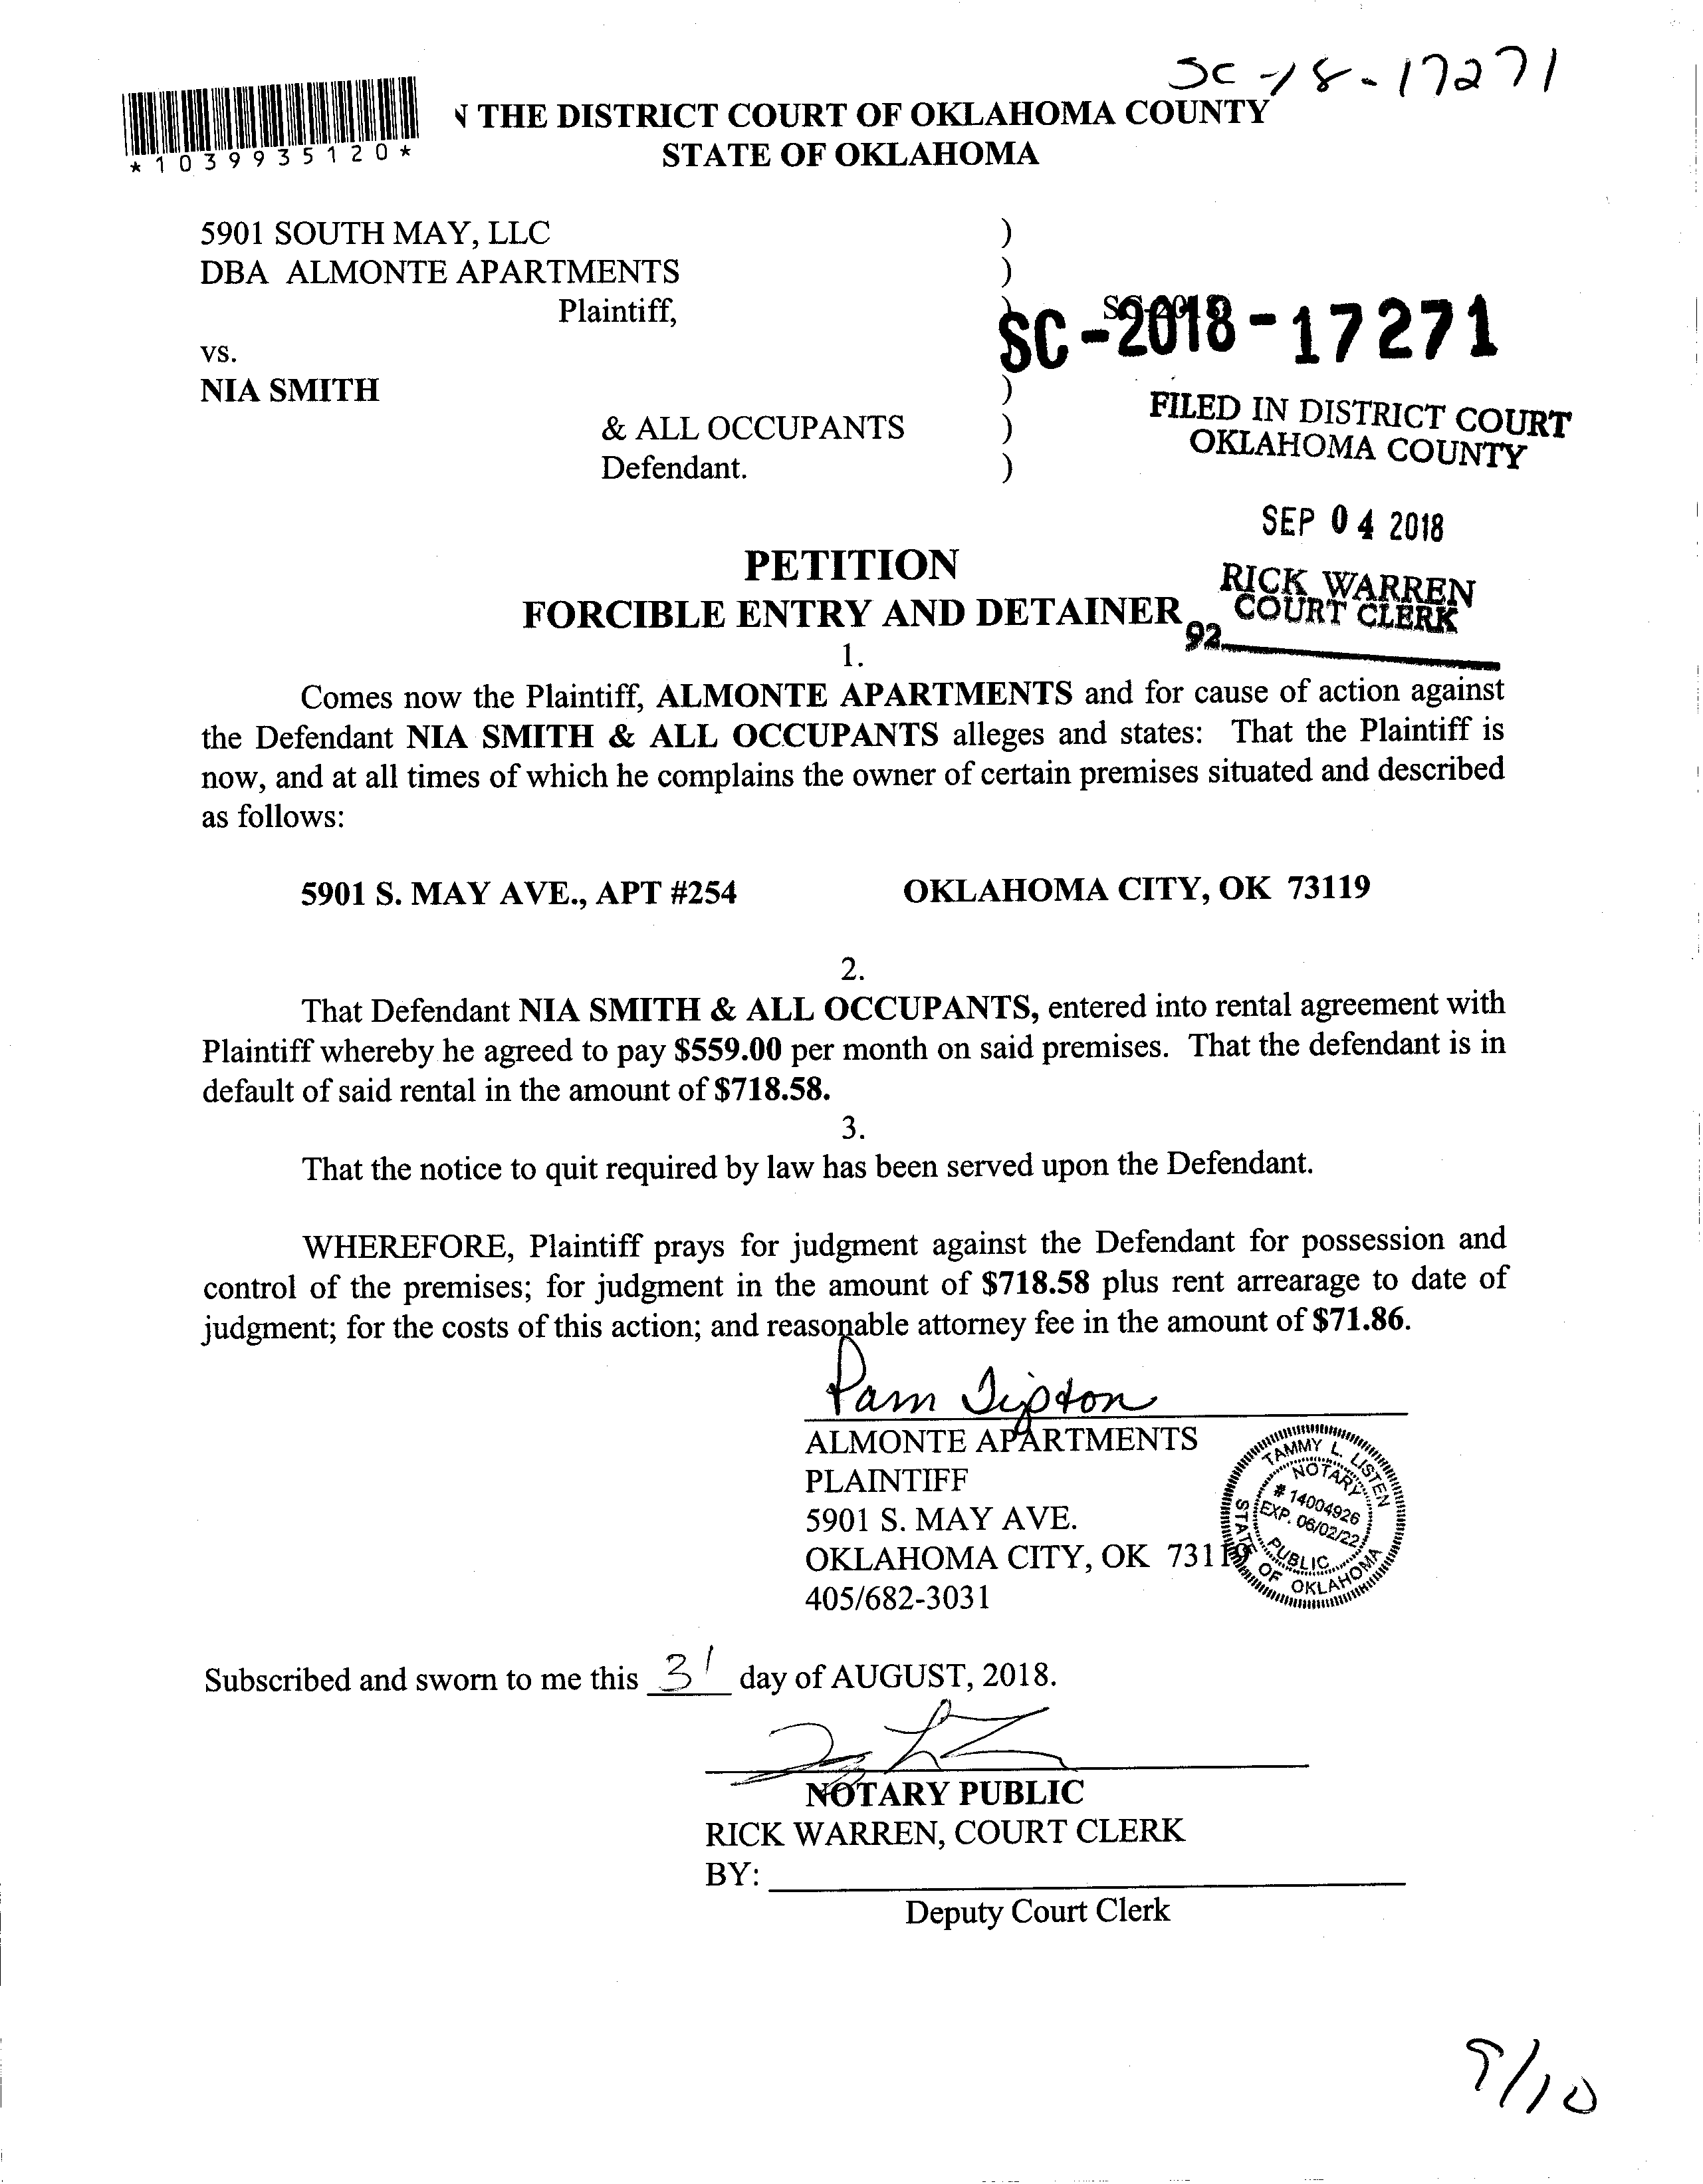 SC-18-17271
THE DISTRICT COURT OF OKLAHOMA COUNTY
*1039935120*
STATE OF OKLAHOMA
5901 SOUTH MAY, LLC )
DBA ALMONTE APARTMENTS )
Plaintiff, )
SC-2018-17271
vs.
NIA SMITH )
& ALL OCCUPANTS )
Defendant. )
FILED IN DISTRICT COURT
OKLAHOMA COUNTY
SEP 04 2018
RICK WARREN
COURT CLERK
92
PETITION
FORCIBLE ENTRY AND DETAINER
1.
Comes now the Plaintiff, ALMONTE APARTMENTS and for cause of action against
the Defendant NIA SMITH & ALL OCCUPANTS alleges and states: That the Plaintiff is
now, and at all times of which he complains the owner of certain premises situated and described
as follows:
5901 S. MAY AVE., APT #254 OKLAHOMA CITY, OK 73119
2.
That Defendant NIA SMITH & ALL OCCUPANTS, entered into rental agreement with
Plaintiff whereby he agreed to pay $559.00 per month on said premises. That the defendant is in
default of said rental in the amount of $718.58.
3.
That the notice to quit required by law has been served upon the Defendant.
WHEREFORE, Plaintiff prays for judgment against the Defendant for possession and
control of the premises; for judgment in the amount of $718.58 plus rent arrearage to date of
judgment; for the costs of this action; and reasonable attorney fee in the amount of $71.86.
Pam Tipton
ALMONTE APARTMENTS
PLAINTIFF
5901 S. MAY AVE.
OKLAHOMA CITY, OK
405/682-3031
TAMMY L. LISTEN
NOTARY
# 14004926
EXP. 06/02/22
PUBLIC
STATE OF OKLAHOMA
Subscribed and sworn to me this 31 day of AUGUST, 2018.
NOTARY PUBLIC
RICK WARREN, COURT CLERK
BY:
Deputy Court Clerk
9/10